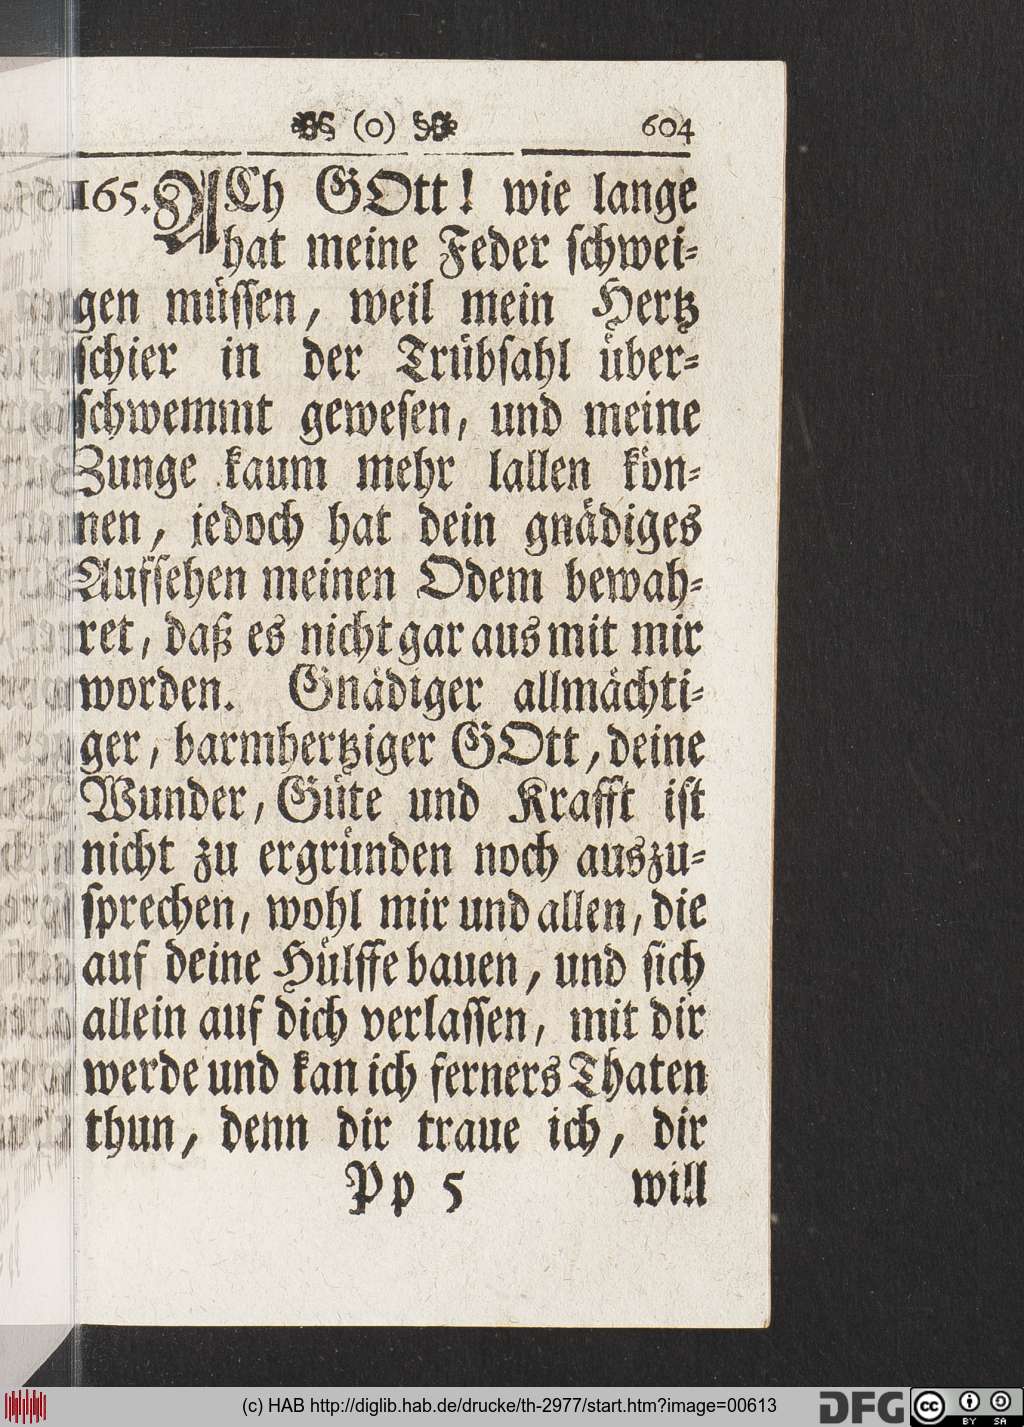 (o) 604
165. ACh GOtt! wie lange
hat meine Feder schwei-
gen müssen, weil mein Hertz
schier in der Trübsahl über-
schwemmt gewesen, und meine
Zunge kaum mehr lallen kön-
nen, jedoch hat dein gnädiges
Aufsehen meinen Odem bewah-
ret, daß es nicht gar aus mit mir
worden. Gnädiger allmächti-
ger, barmhertziger GOtt, deine
Wunder, Güte und Krafft ist
nicht zu ergründen noch auszu-
sprechen, wohl mir und allen, die
auf deine Hülffe bauen, und sich
allein auf dich verlassen, mit dir
werde und kan ich ferners Thaten
thun, denn dir traue ich, dir
Pp 5 will
(c) HAB http://diglib.hab.de/drucke/th-2977/start.htm?image=00613
DFG
cc BY SA